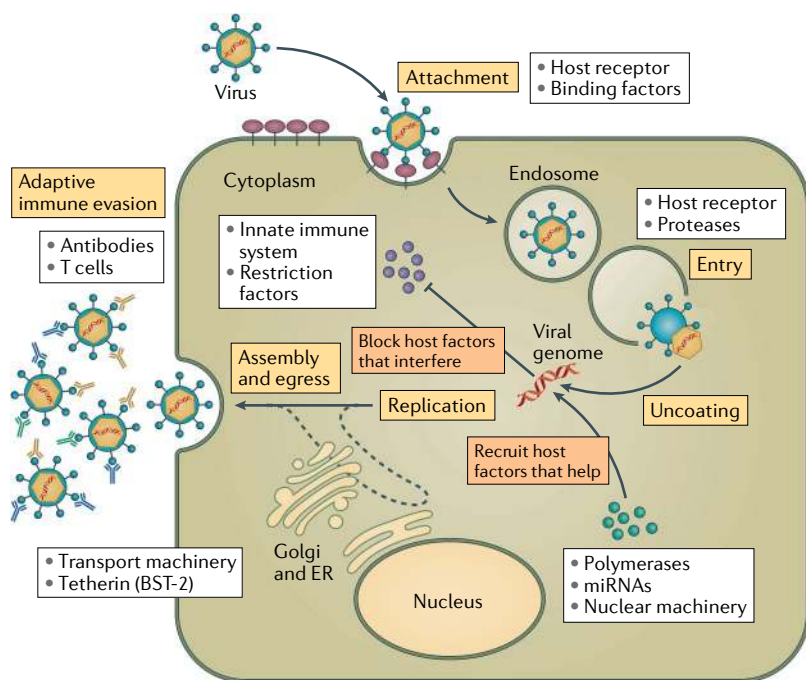 Virus
Attachment
• Host receptor
• Binding factors
Adaptive
immune evasion
• Antibodies
• T cells
Cytoplasm
• Innate immune
system
• Restriction
factors
Endosome
• Host receptor
• Proteases
Entry
Block host factors
that interfere
Viral
genome
Uncoating
Assembly
and egress
Replication
Recruit host
factors that help
Golgi
and ER
• Transport machinery
• Tetherin (BST-2)
Nucleus
• Polymerases
• miRNAs
• Nuclear machinery